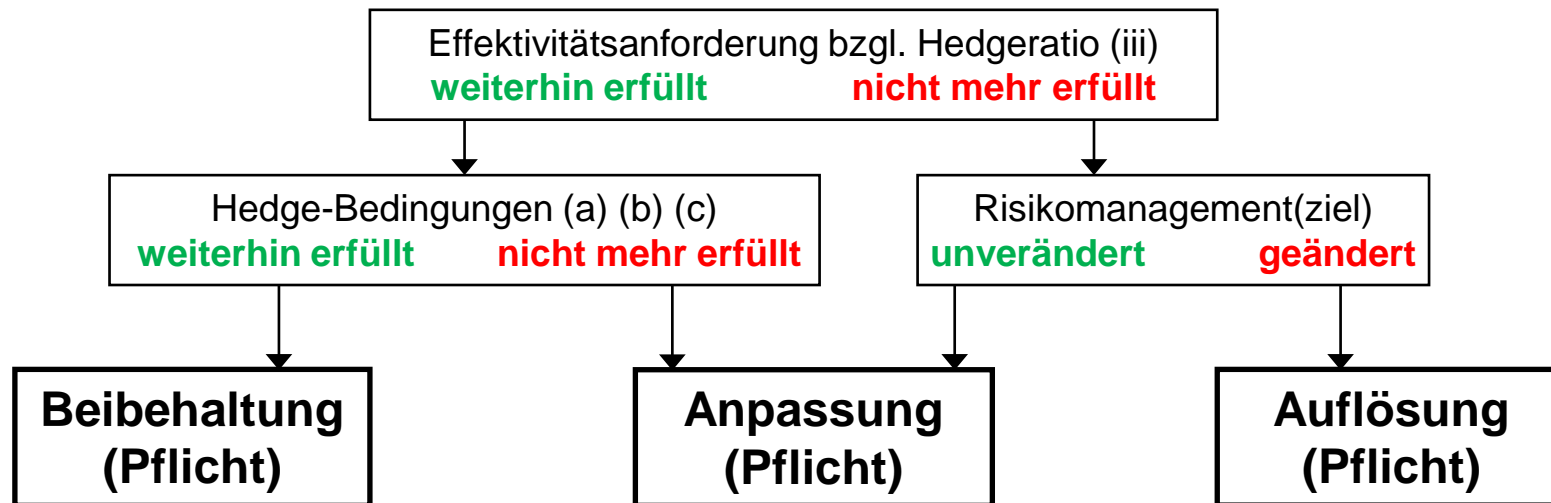 Effektivitätsanforderung bzgl. Hedgeratio (iii)
weiterhin erfüllt nicht mehr erfüllt
Hedge-Bedingungen (a) (b) (c)
weiterhin erfüllt nicht mehr erfüllt
Risikomanagement(ziel)
unverändert geändert
Beibehaltung
(Pflicht)
Anpassung
(Pflicht)
Auflösung
(Pflicht)